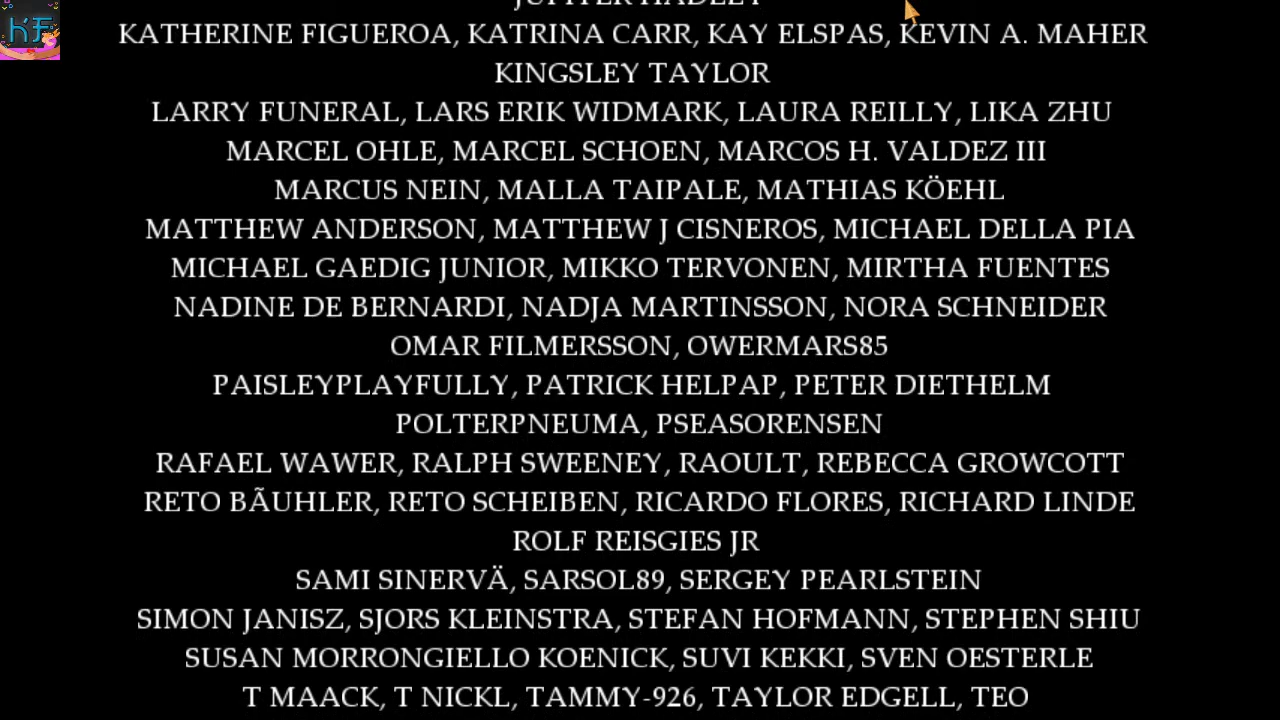 JUPITER HADLEY
KATHERINE FIGUEROA, KATRINA CARR, KAY ELSPAS, KEVIN A. MAHER
KINGSLEY TAYLOR
LARRY FUNERAL, LARS ERIK WIDMARK, LAURA REILLY, LIKA ZHU
MARCEL OHLE, MARCEL SCHOEN, MARCOS H. VALDEZ III
MARCUS NEIN, MALLA TAIPALE, MATHIAS KÖEHL
MATTHEW ANDERSON, MATTHEW J CISNEROS, MICHAEL DELLA PIA
MICHAEL GAEDIG JUNIOR, MIKKO TERVONEN, MIRTHA FUENTES
NADINE DE BERNARDI, NADJA MARTINSSON, NORA SCHNEIDER
OMAR FILMERSSON, OWERMARS85
PAISLEYPLAYFULLY, PATRICK HELPAP, PETER DIETHELM
POLTERPNEUMA, PSEASORENSEN
RAFAEL WAWER, RALPH SWEENEY, RAOULT, REBECCA GROWCOTT
RETO BÃUHLER, RETO SCHEIBEN, RICARDO FLORES, RICHARD LINDE
ROLF REISGIES JR
SAMI SINERVÄ, SARSOL89, SERGEY PEARLSTEIN
SIMON JANISZ, SJORS KLEINSTRA, STEFAN HOFMANN, STEPHEN SHIU
SUSAN MORRONGIELLO KOENICK, SUVI KEKKI, SVEN OESTERLE
T MAACK, T NICKL, TAMMY-926, TAYLOR EDGELL, TEO